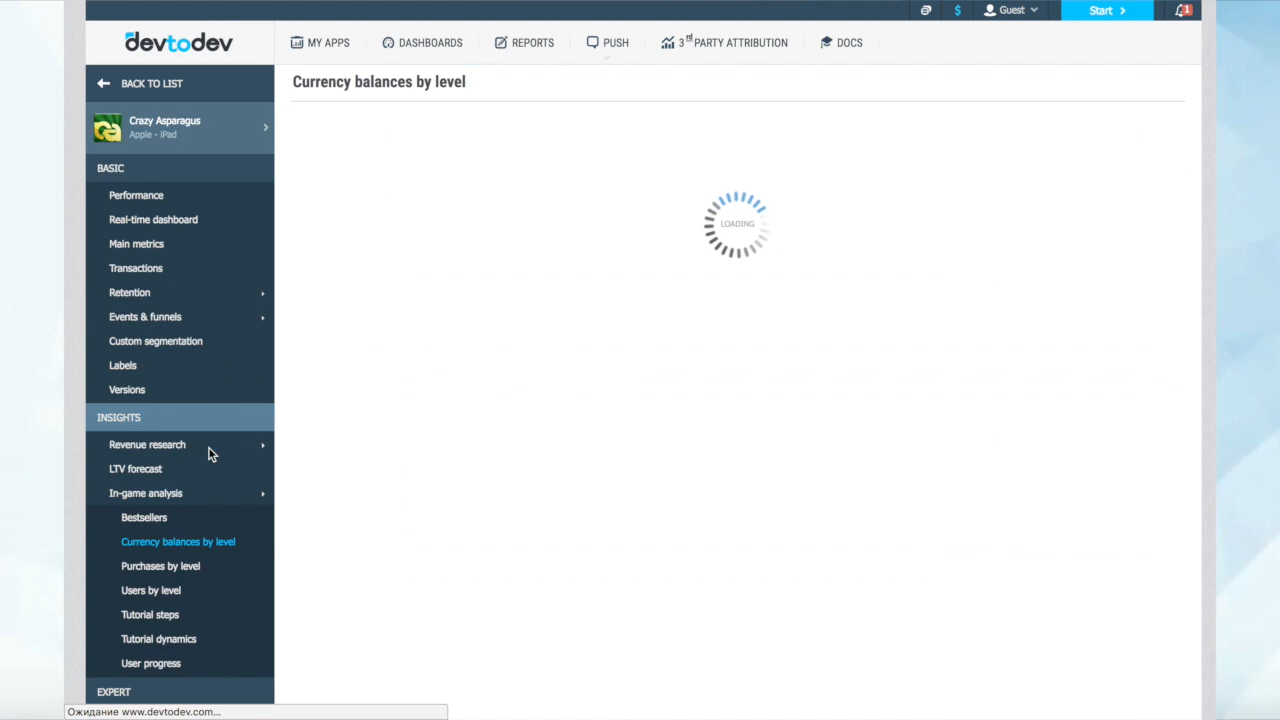 $
Guest
Start
1
devtodev
MY APPS
DASHBOARDS
REPORTS
PUSH
3rd PARTY ATTRIBUTION
DOCS
BACK TO LIST
Currency balances by level
Crazy Asparagus
Apple - iPad
BASIC
Performance
Real-time dashboard
Main metrics
Transactions
Retention
Events & funnels
Custom segmentation
Labels
Versions
INSIGHTS
Revenue research
LTV forecast
In-game analysis
Bestsellers
Currency balances by level
Purchases by level
Users by level
Tutorial steps
Tutorial dynamics
User progress
EXPERT
LOADING
Ожидание www.devtodev.com...